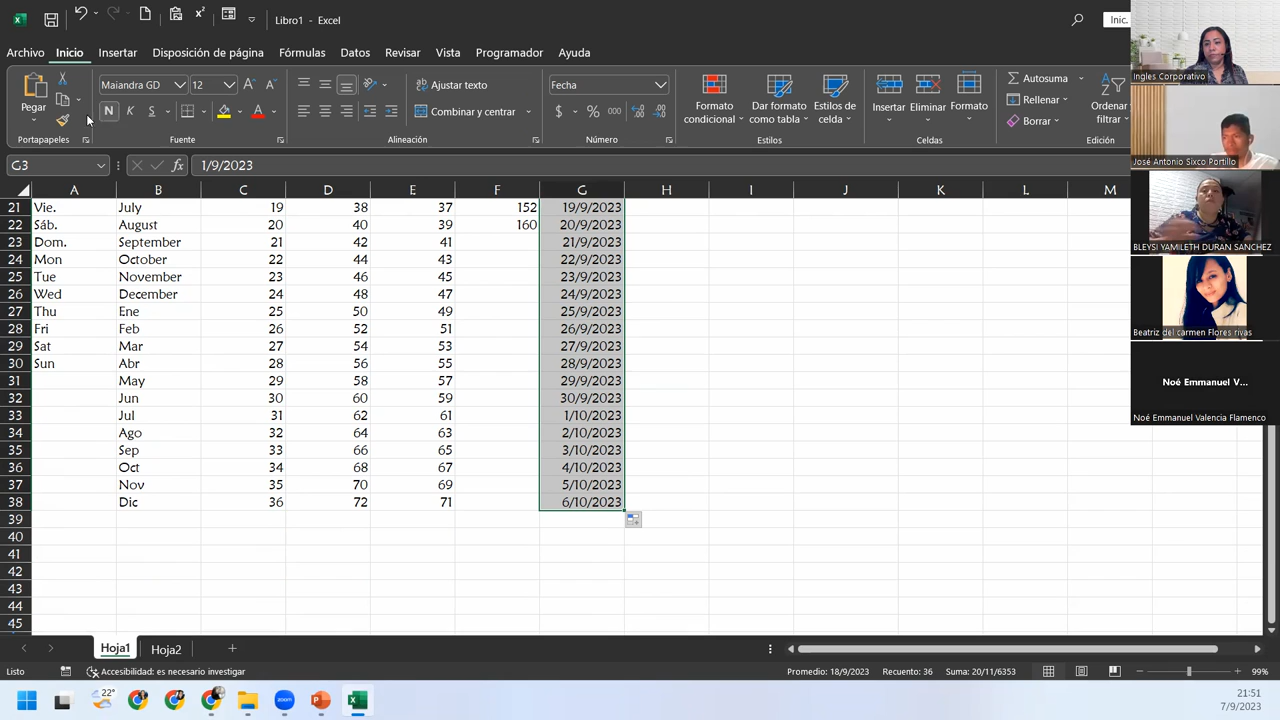 Libro1 - Excel
Inic.
Archivo Inicio Insertar Disposición de página Fórmulas Datos Revisar Vista Programador Ayuda
Pegar
Portapapeles
Maiandra GD 12
N K S
Fuente
Ajustar
Combinar y centrar
Alineación
Fecha
$ % 000
Número
Formato condicional
Dar formato como tabla
Estilos de celda
Estilos
Insertar Eliminar Formato
Celdas
Autosuma
Rellenar
Borrar
Ordenar filtrar
Edición
G3 fx 1/9/2023
A B C D E F G H I J K L M
21 Vie. July 19 38 37 152 19/9/2023
22 Sáb. August 20 40 39 160 20/9/2023
23 Dom. September 21 42 41 21/9/2023
24 Mon October 22 44 43 22/9/2023
25 Tue November 23 46 45 23/9/2023
26 Wed December 24 48 47 24/9/2023
27 Thu Ene 25 50 49 25/9/2023
28 Fri Feb 26 52 51 26/9/2023
29 Sat Mar 27 54 53 27/9/2023
30 Sun Abr 28 56 55 28/9/2023
31 May 29 58 57 29/9/2023
32 Jun 30 60 59 30/9/2023
33 Jul 31 62 61 1/10/2023
34 Ago 32 64 63 2/10/2023
35 Sep 33 66 65 3/10/2023
36 Oct 34 68 67 4/10/2023
37 Nov 35 70 69 5/10/2023
38 Dic 36 72 71 6/10/2023
39
40
41
42
43
44
45
Hoja1 Hoja2
Listo Accesibilidad: es necesario investigar Promedio: 18/9/2023 Recuento: 36 Suma: 20/11/6353 99%
22°
21:51
7/9/2023
Ingles Corporativo
José Antonio Sixco Portillo
BLEYSI YAMILETH DURAN SANCHEZ
Beatriz del carmen Flores rivas
Noé Emmanuel V...
Noé Emmanuel Valencia Flamenco